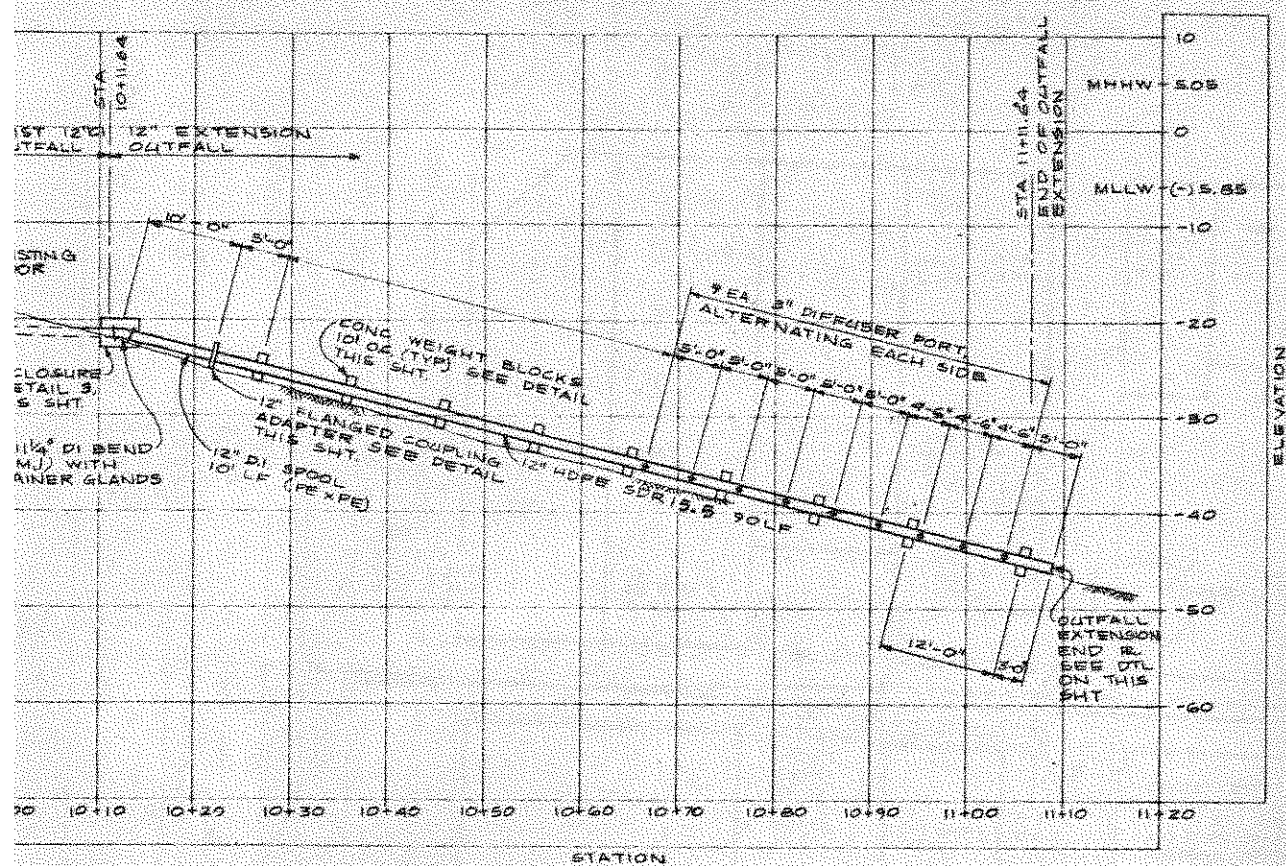 STA
10+11.64
IST 12" DI
UTFALL
12" EXTENSION
OUTFALL
10'-0"
5'-0"
ISTING
OOR
CLOSURE
ETAIL 3,
S SHT.
11¼° DI BEND
(MJ) WITH
AINER GLANDS
12" D.I. SPOOL
10' LF (PE X PE)
CONC WEIGHT BLOCKS
10' OC (TYP) SEE DETAIL
THIS SHT
12" FLANGED COUPLING
ADAPTER SEE DETAIL
THIS SHT
12" HDPE SDR 15.5 90 LF
9 EA 3" DIFFUSER PORT,
ALTERNATING EACH SIDE
5'-0" 5'-0" 5'-0" 5'-0" 5'-0" 4'-6" 4'-6" 4'-6" 5'-0"
12'-0"
3'-0"
OUTFALL
EXTENSION
END PL
SEE DTL
ON THIS
SHT
STA 11+11.64
END OF OUTFALL
EXTENSION
MHHW 5.05
MLLW (-) 5.85
10
0
-10
-20
-30
-40
-50
-60
ELEVATION
00 10+10 10+20 10+30 10+40 10+50 10+60 10+70 10+80 10+90 11+00 11+10 11+20
STATION